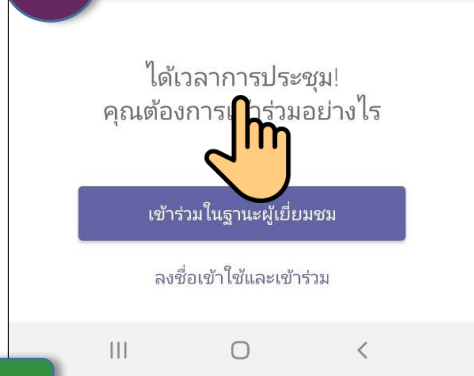 ได้เวลาการประชุม!
คุณต้องการเข้าร่วมอย่างไร
เข้าร่วมในฐานะผู้เยี่ยมชม
ลงชื่อเข้าใช้และเข้าร่วม